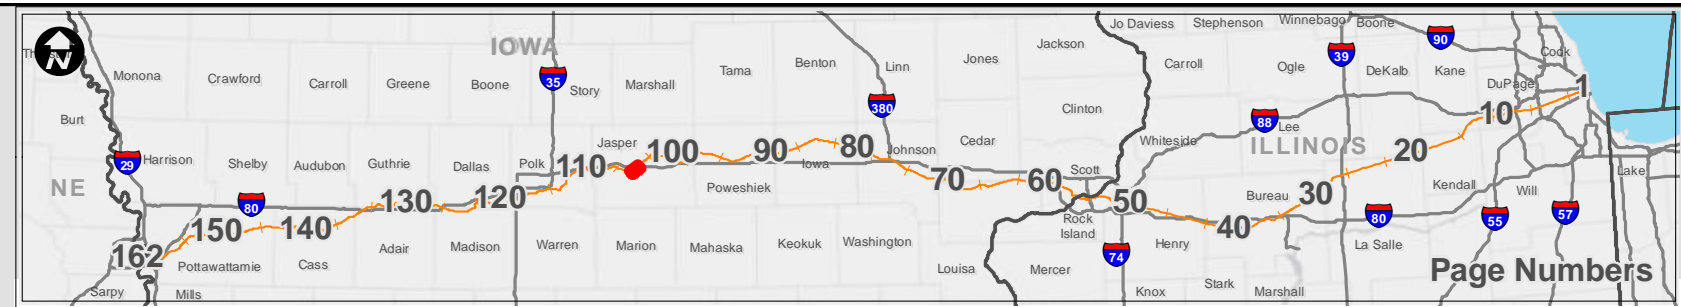 Jo Daviess Stephenson Winnebago Boone
IOWA
Jackson
90
39
Cook
N
Monona Crawford Carroll Greene Boone
35
Story Marshall Tama Benton Linn Jones
Carroll Ogle DeKalb Kane
DuPage
1
Burt
380
Clinton
88
Lee
10
Whiteside
ILLINOIS
20
29
Harrison Shelby Audubon Guthrie Dallas Polk
Jasper
110 100 90 80
Iowa
Johnson
Cedar
Scott
Lake
NE
80
130 120
Poweshiek
70 60 50
Bureau
30
Kendall
Will
162 150 140
Rock
Island
40
80
55
57
Pottawattamie Cass Adair Madison Warren Marion Mahaska Keokuk Washington
Louisa Mercer
74
Henry
La Salle
Sarpy Mills
Knox Stark Marshall
Page Numbers